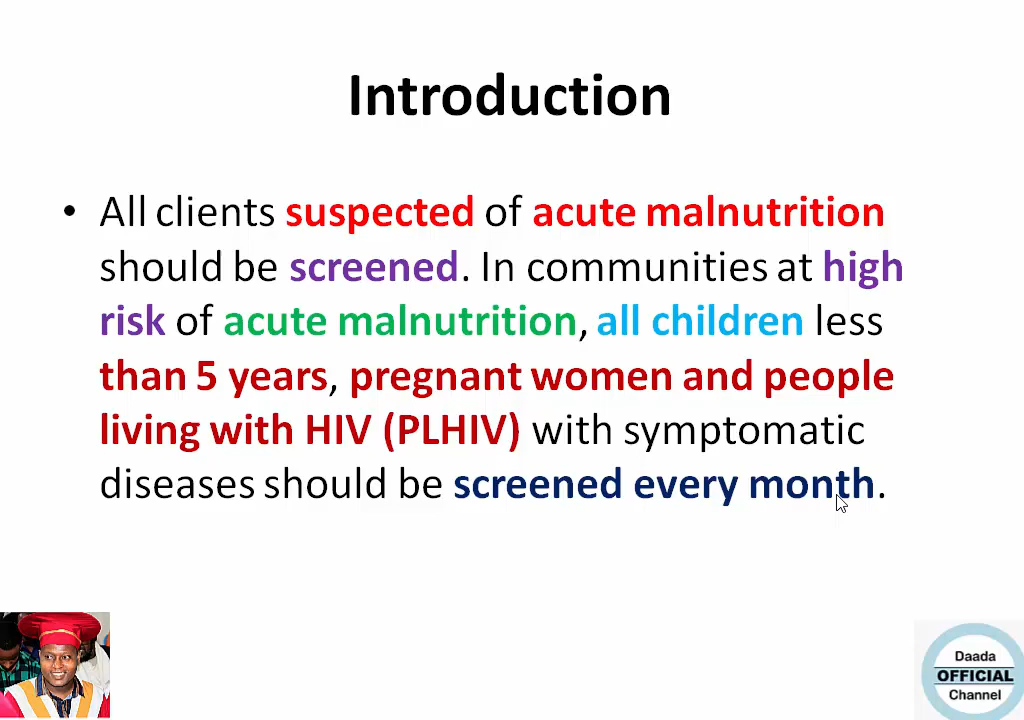 Introduction
• All clients suspected of acute malnutrition
should be screened. In communities at high
risk of acute malnutrition, all children less
than 5 years, pregnant women and people
living with HIV (PLHIV) with symptomatic
diseases should be screened every month.
Daada
OFFICIAL
Channel